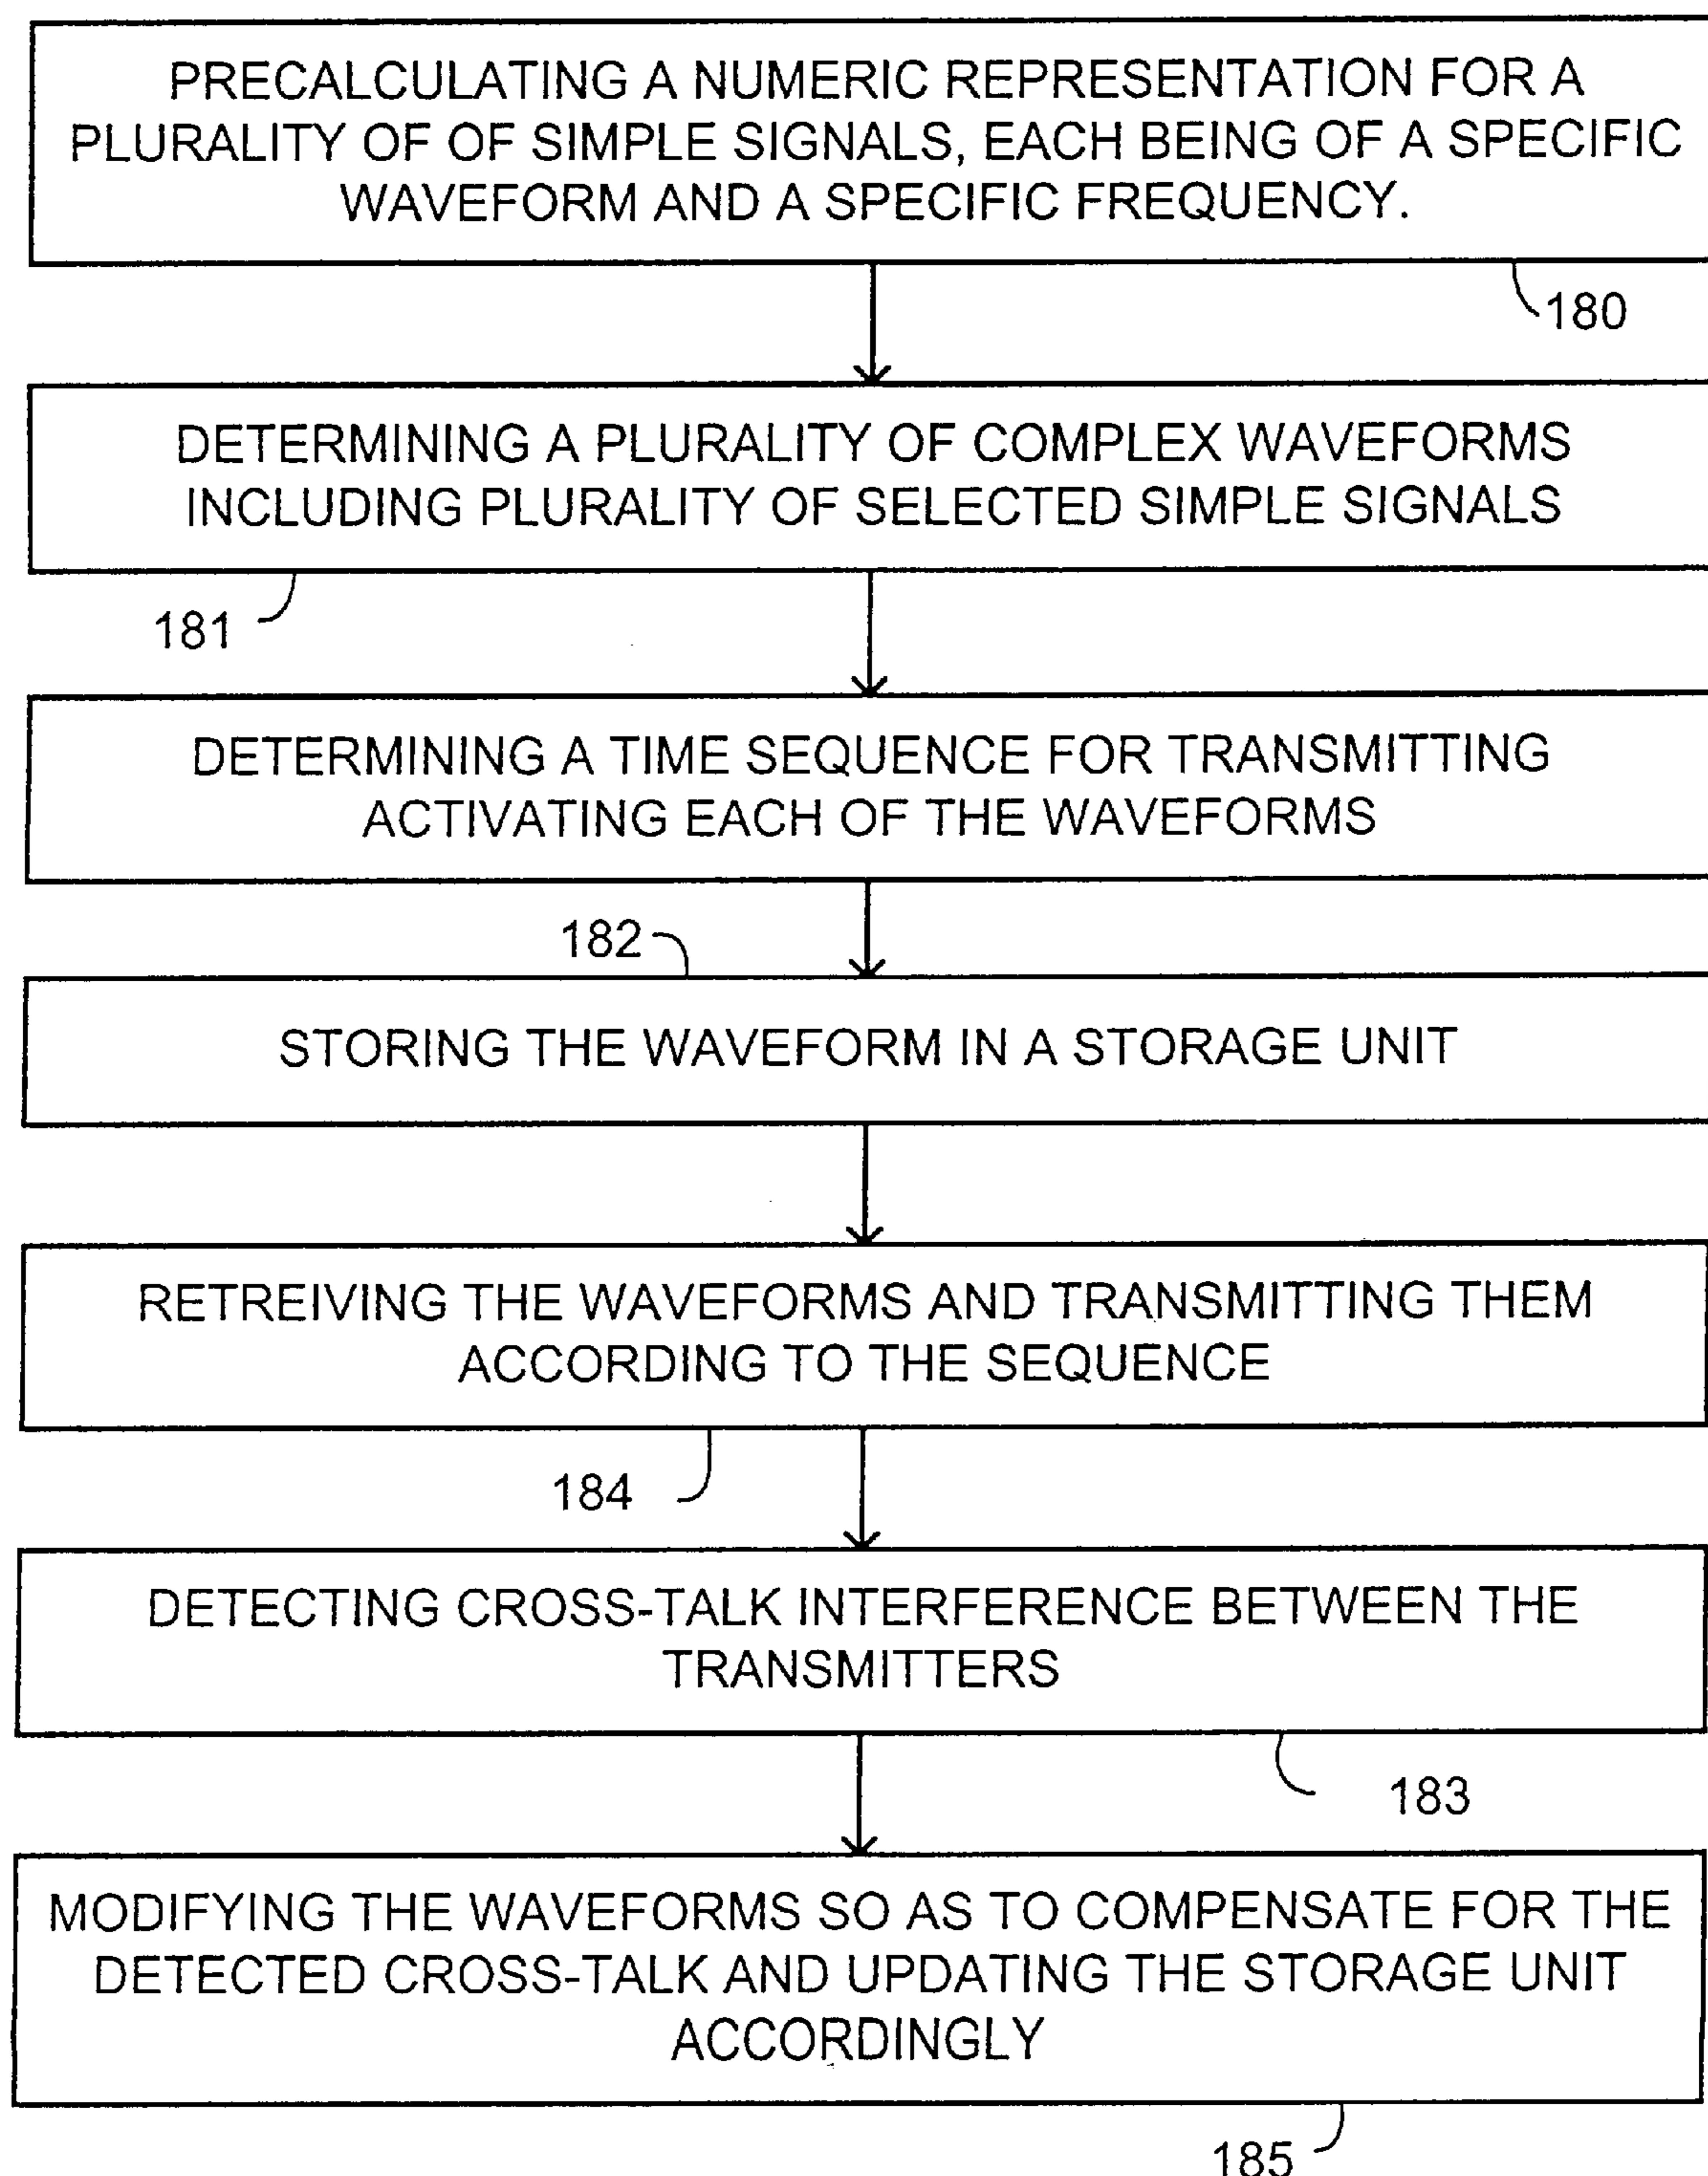 PRECALCULATING A NUMERIC REPRESENTATION FOR A
PLURALITY OF OF SIMPLE SIGNALS, EACH BEING OF A SPECIFIC
WAVEFORM AND A SPECIFIC FREQUENCY.
180
DETERMINING A PLURALITY OF COMPLEX WAVEFORMS
INCLUDING PLURALITY OF SELECTED SIMPLE SIGNALS
181
DETERMINING A TIME SEQUENCE FOR TRANSMITTING
ACTIVATING EACH OF THE WAVEFORMS
182
STORING THE WAVEFORM IN A STORAGE UNIT
RETREIVING THE WAVEFORMS AND TRANSMITTING THEM
ACCORDING TO THE SEQUENCE
184
DETECTING CROSS-TALK INTERFERENCE BETWEEN THE
TRANSMITTERS
183
MODIFYING THE WAVEFORMS SO AS TO COMPENSATE FOR THE
DETECTED CROSS-TALK AND UPDATING THE STORAGE UNIT
ACCORDINGLY
185